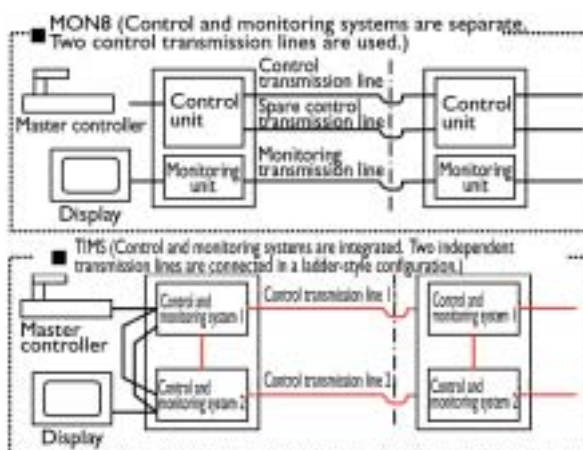 ■ MON8 (Control and monitoring systems are separate.
Two control transmission lines are used.)
Control
transmission line
Master controller
Control
unit
Spare control
transmission line
Control
unit
Monitoring
transmission line
Monitoring
unit
Monitoring
unit
Display
■ TIMS (Control and monitoring systems are integrated. Two independent
transmission lines are connected in a ladder-style configuration.)
Master
controller
Control and
monitoring system 1
Control transmission line 1
Control and
monitoring system 1
Control and
monitoring system 2
Control transmission line 2
Control and
monitoring system 2
Display